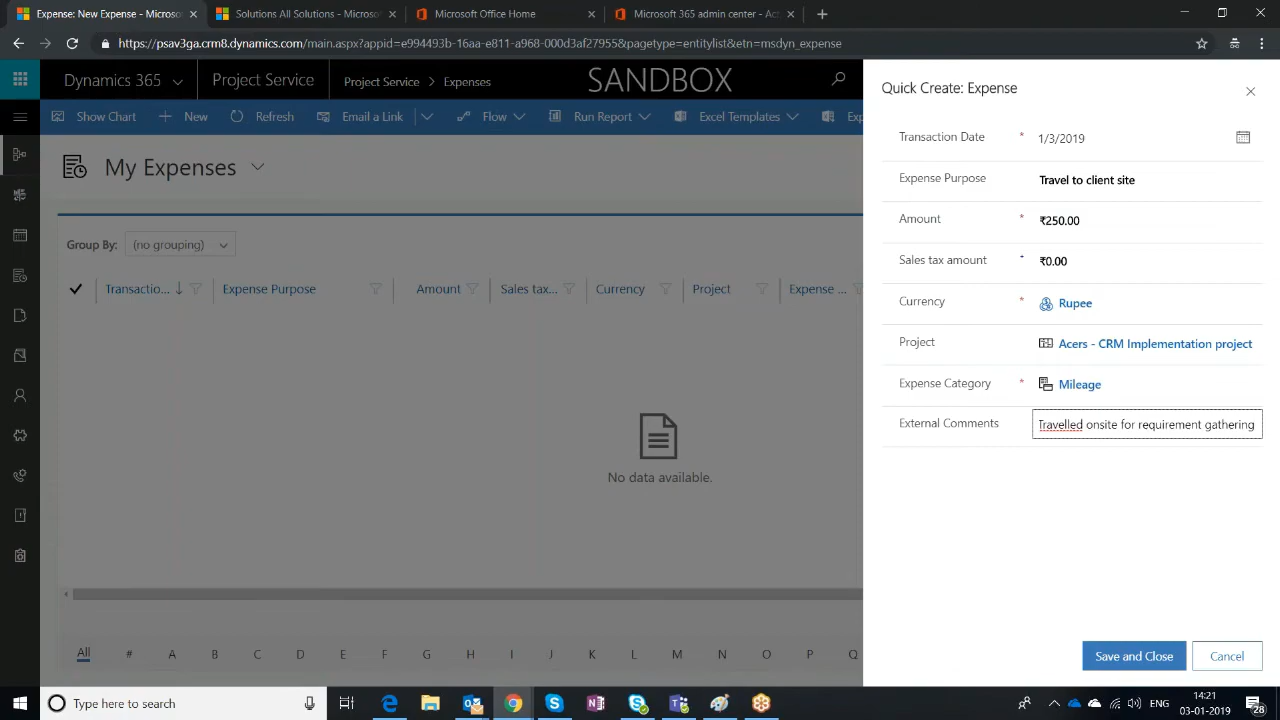 New Expense - Microsoft
Solutions All Solutions - Microsof
Microsoft Office Home
Microsoft 365 admin center - Act
https://psav3ga.crm8.dynamics.com/main.aspx?appid=e994493b-16aa-e811-a968-000d3af27955&pagetype=entitylist&etn=msdyn_expense
Dynamics 365
Project Service
Project Service > Expenses
SANDBOX
Show Chart
New
Refresh
Email a Link
Flow
Run Report
Excel Templates
My Expenses
Group By: (no grouping)
Transactio... Expense Purpose Amount Sales tax... Currency Project Expense ...
No data available.
All # A B C D E F G H I J K L M N O P Q
Quick Create: Expense
Transaction Date * 1/3/2019
Expense Purpose Travel to client site
Amount * ₹250.00
Sales tax amount ₹0.00
Currency * Rupee
Project Acers - CRM Implementation project
Expense Category * Mileage
External Comments Travelled onsite for requirement gathering
Save and Close Cancel
Type here to search
ENG
14:21
03-01-2019
28